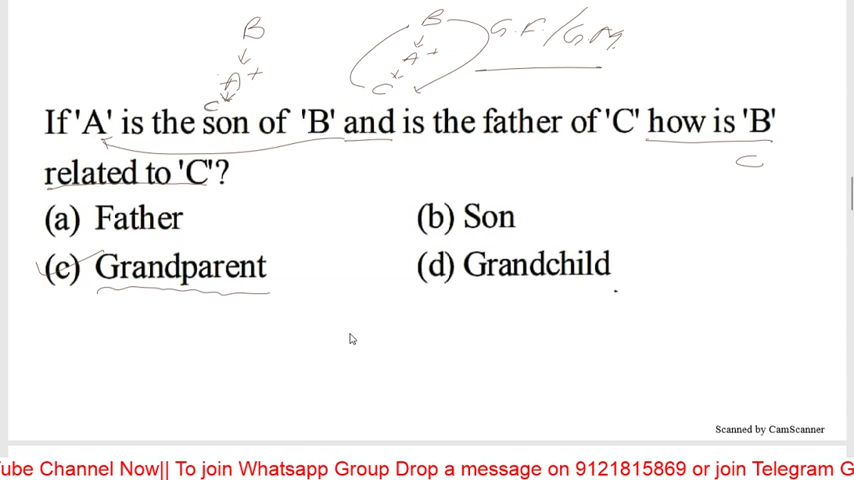 B
B G.F./G.M.
A+
A+
C
C
If 'A' is the son of 'B' and is the father of 'C' how is 'B'
C
related to 'C'?
(a) Father
(b) Son
(c) Grandparent
(d) Grandchild
Scanned by CamScanner
ube Channel Now|| To join Whatsapp Group Drop a message on 9121815869 or join Telegram G